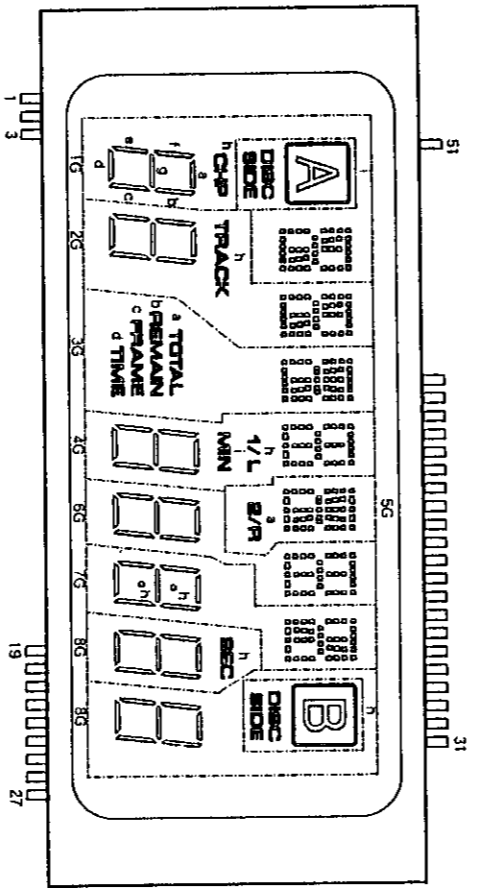 51 31
5G
i h
A B
DISC SIDE
DISC SIDE
h CHP
h TRACK
h 1/L
i MIN
a 2/R
h SEC
a TOTAL
b REMAIN
c FRAME
d TIME
a
f b
g
e c
d
a h
a h
1G 2G 3G 4G 6G 7G 8G
1 3 19 27